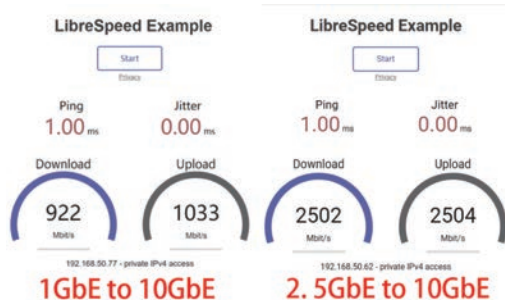 LibreSpeed Example
Start
Privacy
Ping
1.00 ms
Jitter
0.00 ms
Download
922
Mbit/s
Upload
1033
Mbit/s
192.168.50.77 - private IPv4 access
1GbE to 10GbE
LibreSpeed Example
Start
Privacy
Ping
1.00 ms
Jitter
0.00 ms
Download
2502
Mbit/s
Upload
2504
Mbit/s
192.168.50.62 - private IPv4 access
2. 5GbE to 10GbE